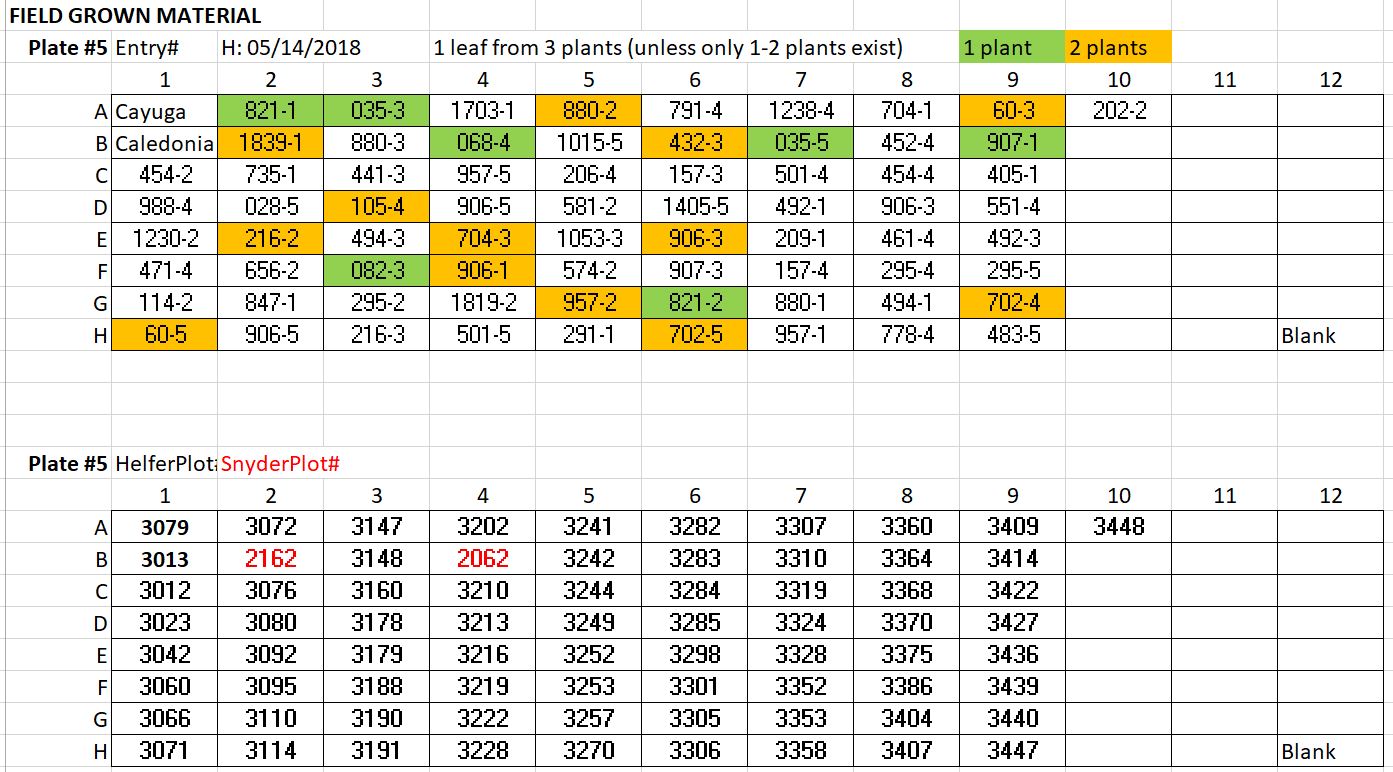 FIELD GROWN MATERIAL
Plate #5 Entry# H: 05/14/2018 1 leaf from 3 plants (unless only 1-2 plants exist) 1 plant 2 plants
1 2 3 4 5 6 7 8 9 10 11 12
A Cayuga 821-1 035-3 1703-1 880-2 791-4 1238-4 704-1 60-3 202-2
B Caledonia 1839-1 880-3 068-4 1015-5 432-3 035-5 452-4 907-1
C 454-2 735-1 441-3 957-5 206-4 157-3 501-4 454-4 405-1
D 988-4 028-5 105-4 906-5 581-2 1405-5 492-1 906-3 551-4
E 1230-2 216-2 494-3 704-3 1053-3 906-3 209-1 461-4 492-3
F 471-4 656-2 082-3 906-1 574-2 907-3 157-4 295-4 295-5
G 114-2 847-1 295-2 1819-2 957-2 821-2 880-1 494-1 702-4
H 60-5 906-5 216-3 501-5 291-1 702-5 957-1 778-4 483-5 Blank
Plate #5 HelferPlot# SnyderPlot#
1 2 3 4 5 6 7 8 9 10 11 12
A 3079 3072 3147 3202 3241 3282 3307 3360 3409 3448
B 3013 2162 3148 2062 3242 3283 3310 3364 3414
C 3012 3076 3160 3210 3244 3284 3319 3368 3422
D 3023 3080 3178 3213 3249 3285 3324 3370 3427
E 3042 3092 3179 3216 3252 3298 3328 3375 3436
F 3060 3095 3188 3219 3253 3301 3352 3386 3439
G 3066 3110 3190 3222 3257 3305 3353 3404 3440
H 3071 3114 3191 3228 3270 3306 3358 3407 3447 Blank